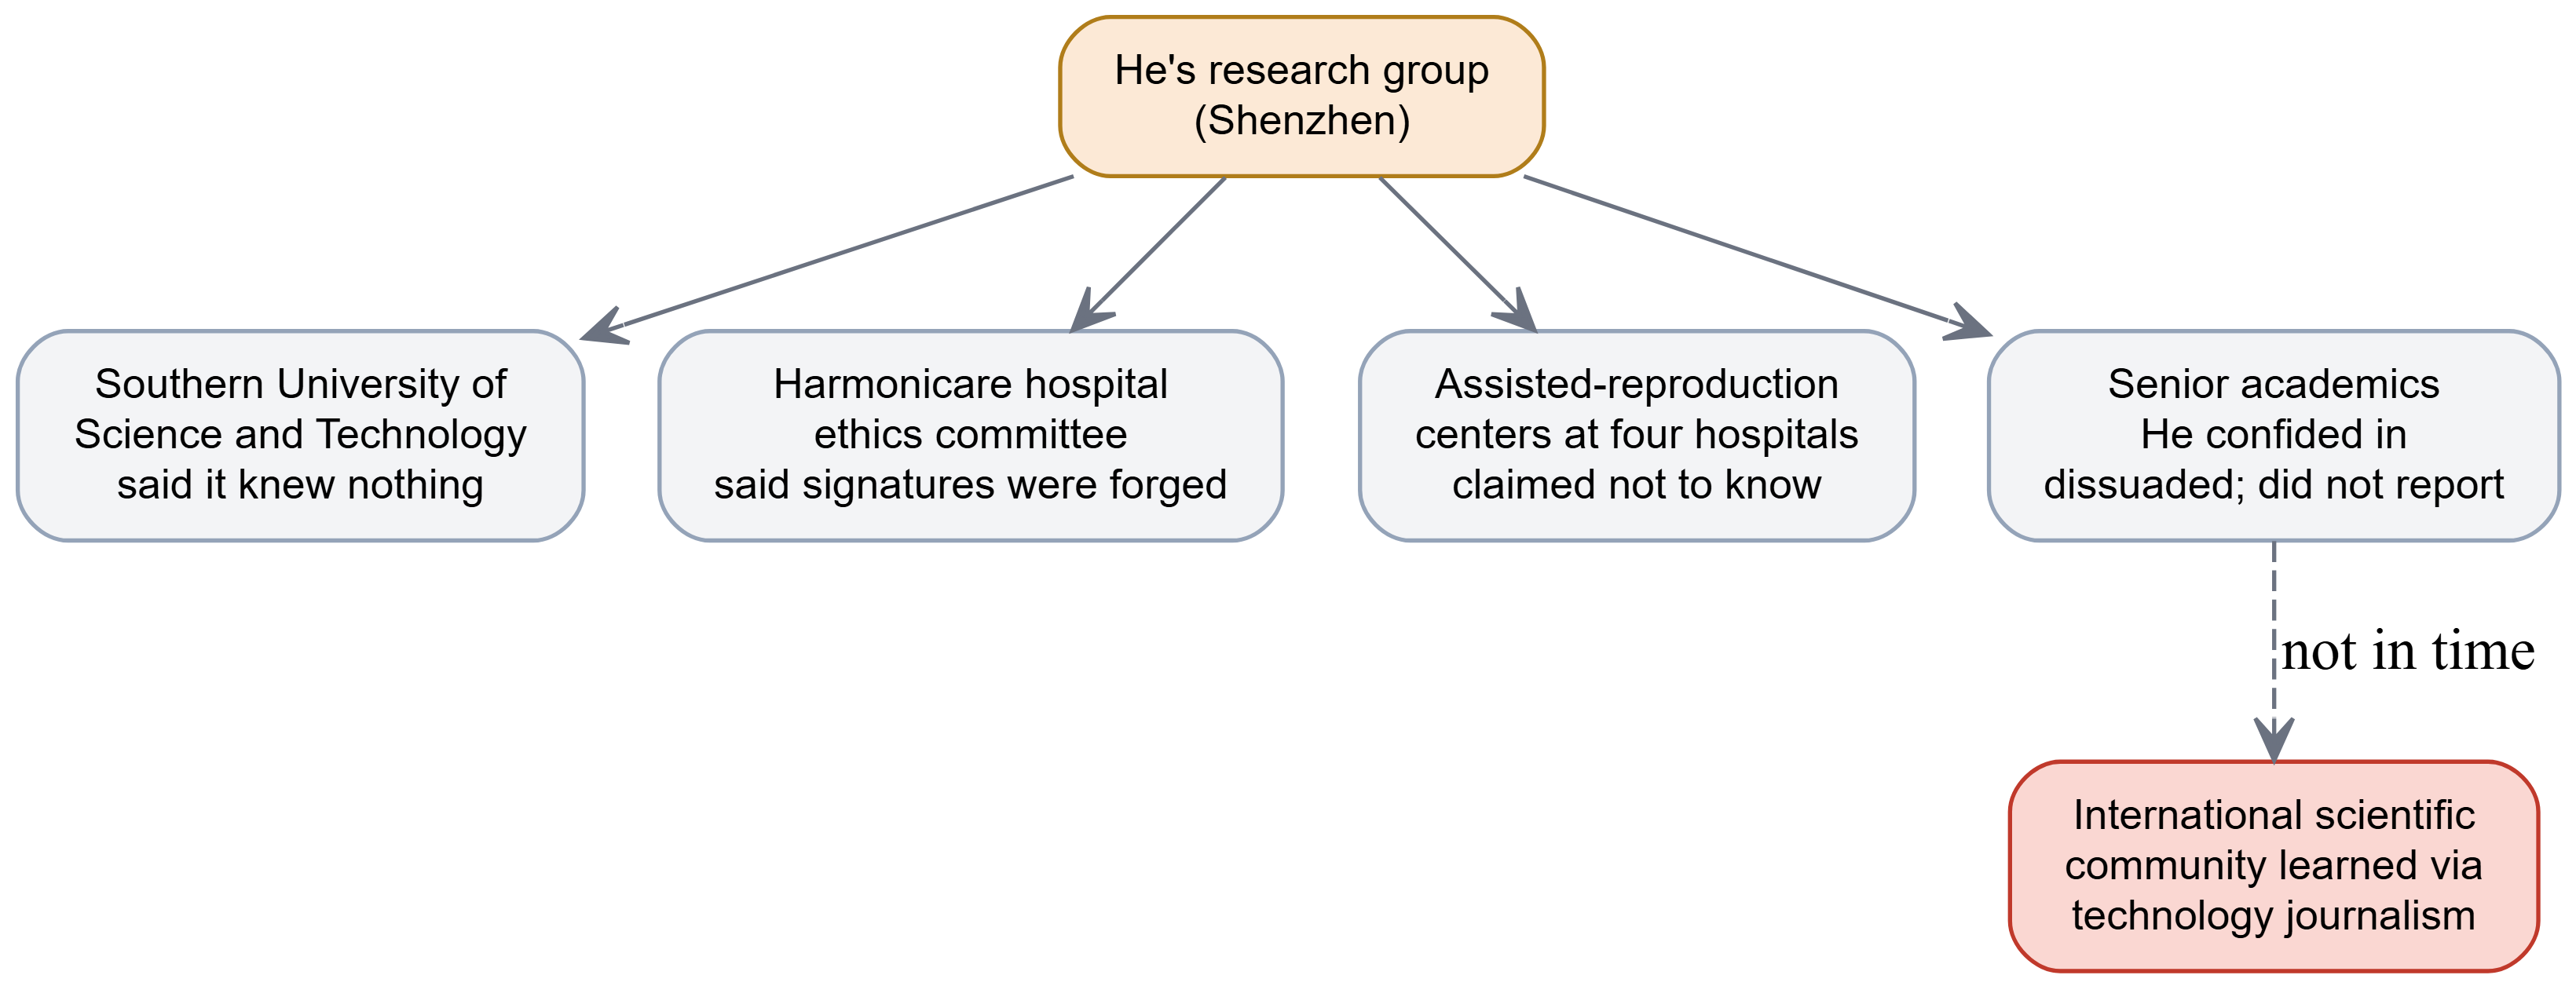 He's research group
(Shenzhen)
Southern University of
Science and Technology
said it knew nothing
Harmonicare hospital
ethics committee
said signatures were forged
Assisted-reproduction
centers at four hospitals
claimed not to know
Senior academics
He confided in
dissuaded; did not report
not in time
International scientific
community learned via
technology journalism